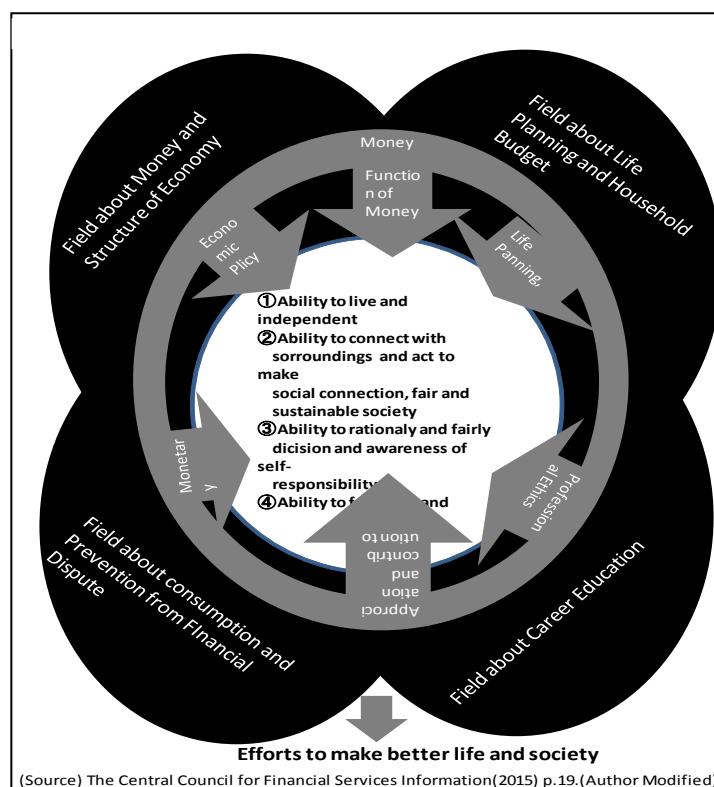 Field about Money and
Structure of Economy
Field about Life
Planning and Household
Budget
Money
Functio
n of
Money
Econo
mic
Plicy
Life
Panning,
①Ability to live and
independent
②Ability to connect with
sorroundings and act to
make
social connection, fair and
sustainable society
③Ability to rationaly and fairly
dicision and awareness of
self-
responsibility
④Ability to and
Monetar
y
Profession
al Ethics
Approci
ation
and
contrib
ution to
Field about consumption and
Prevention from FInancial
Dispute
Field about Career Education
Efforts to make better life and society
(Source) The Central Council for Financial Services Information(2015) p.19.(Author Modified)